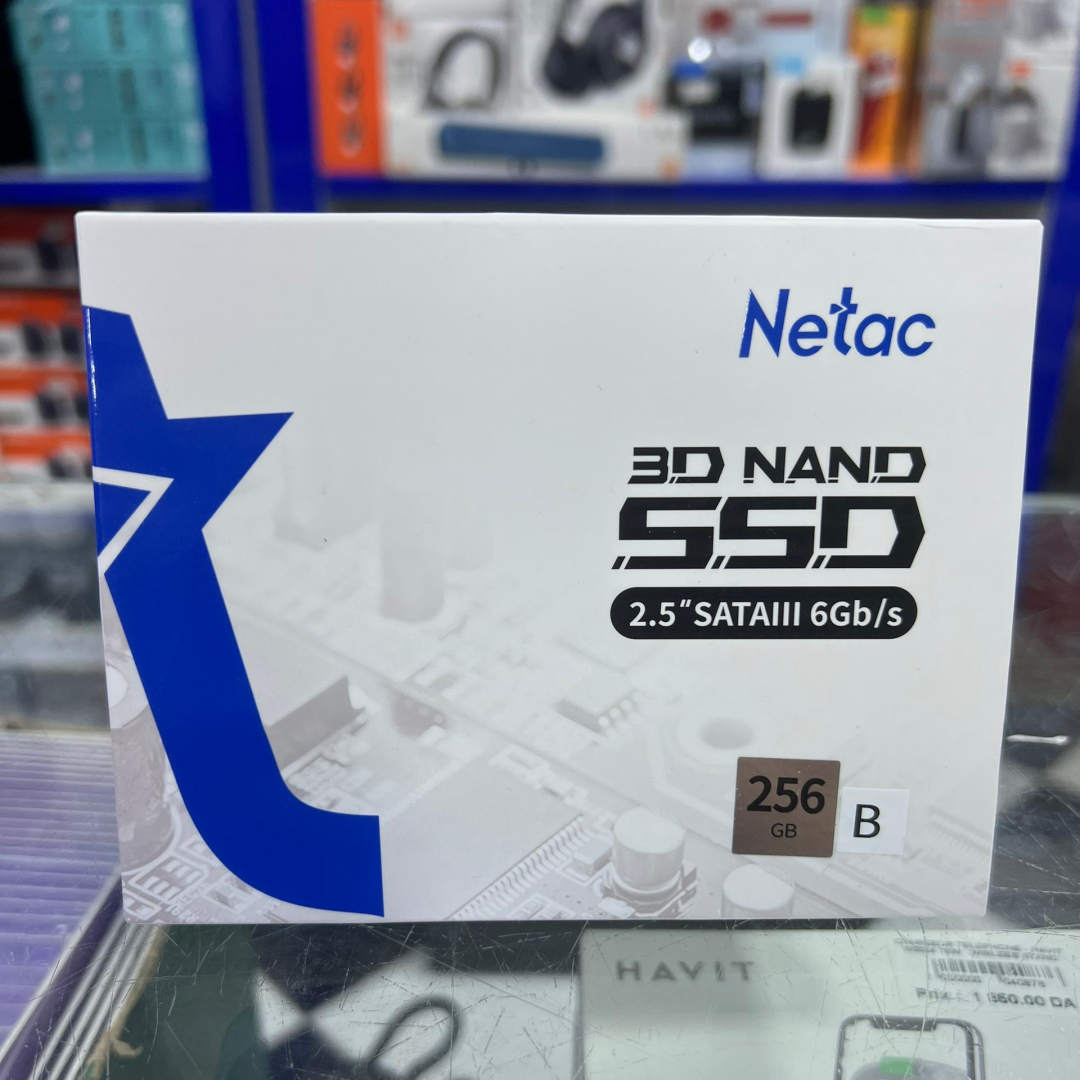 Netac
3D NAND
SSD
2.5"SATAIII 6Gb/s
256
GB
B
HAVIT